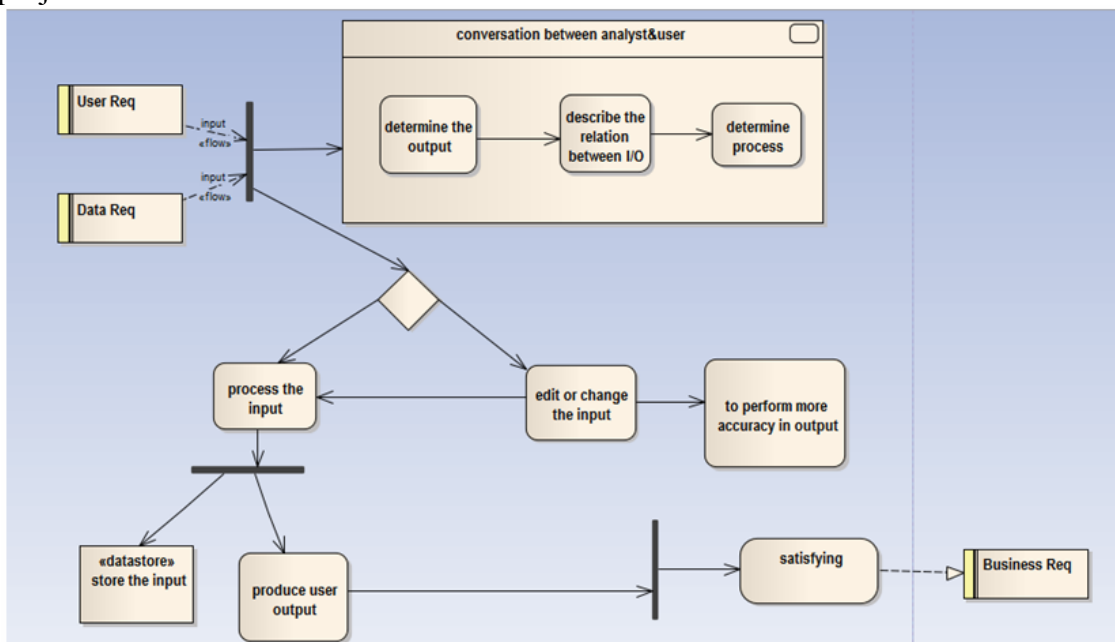 conversation between analyst&user
User Req
input
«flow»
input
«flow»
Data Req
determine the
output
describe the
relation
between I/O
determine
process
process the
input
edit or change
the input
to perform more
accuracy in output
«datastore»
store the input
produce user
output
satisfying
Business Req